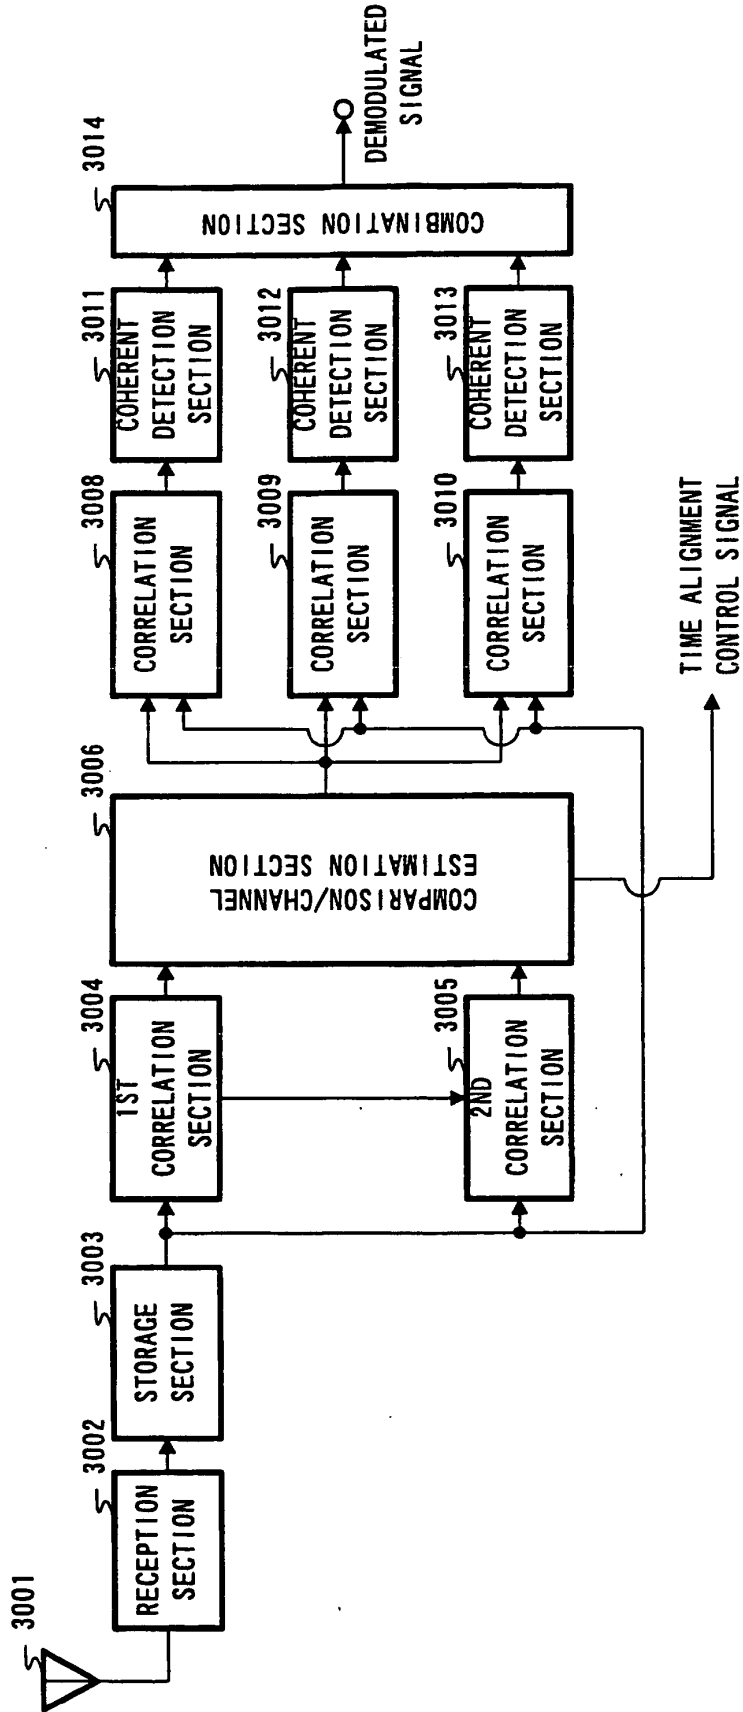 3001
RECEPTION
SECTION
3002
STORAGE
SECTION
3003
1ST
CORRELATION
SECTION
3004
2ND
CORRELATION
SECTION
3005
COMPARISON/CHANNEL
ESTIMATION SECTION
3006
CORRELATION
SECTION
3008
CORRELATION
SECTION
3009
CORRELATION
SECTION
3010
COHERENT
DETECTION
SECTION
3011
COHERENT
DETECTION
SECTION
3012
COHERENT
DETECTION
SECTION
3013
COMBINATION SECTION
3014
DEMODULATED
SIGNAL
TIME ALIGNMENT
CONTROL SIGNAL